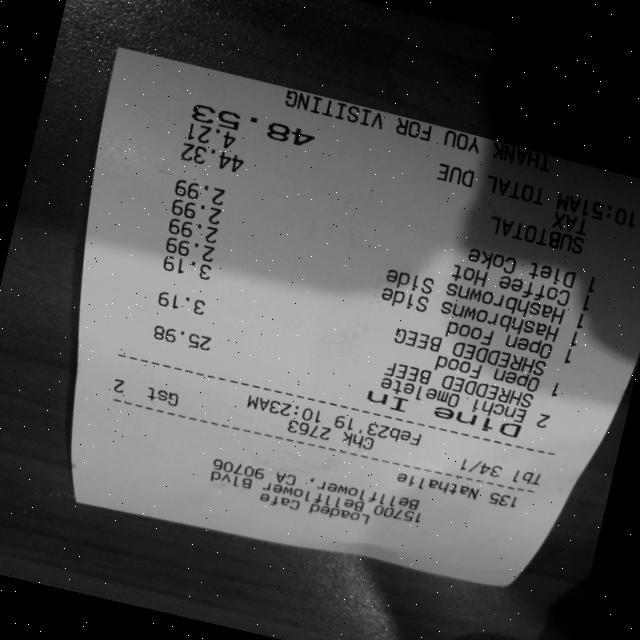 Loaded Cafe
15700 Bellflower Blvd
Bellflower, CA 90706
135 Nathalie
Tbl 34/1 Chk 2763 Gst 2
Feb23'19 10:23AM
Dine In
2 Enchi Omelete 25.98
SHREDDED BEEF
1 Open Food 3.19
SHREDDED BEEG
1 Open Food 3.19
1 Hashbrowns Side 2.99
1 Hashbrowns Side 2.99
1 Coffee Hot 2.99
1 Diet Coke 2.99
SUBTOTAL 44.32
TAX 4.21
10:51AM TOTAL DUE 48.53
THANK YOU FOR VISITING